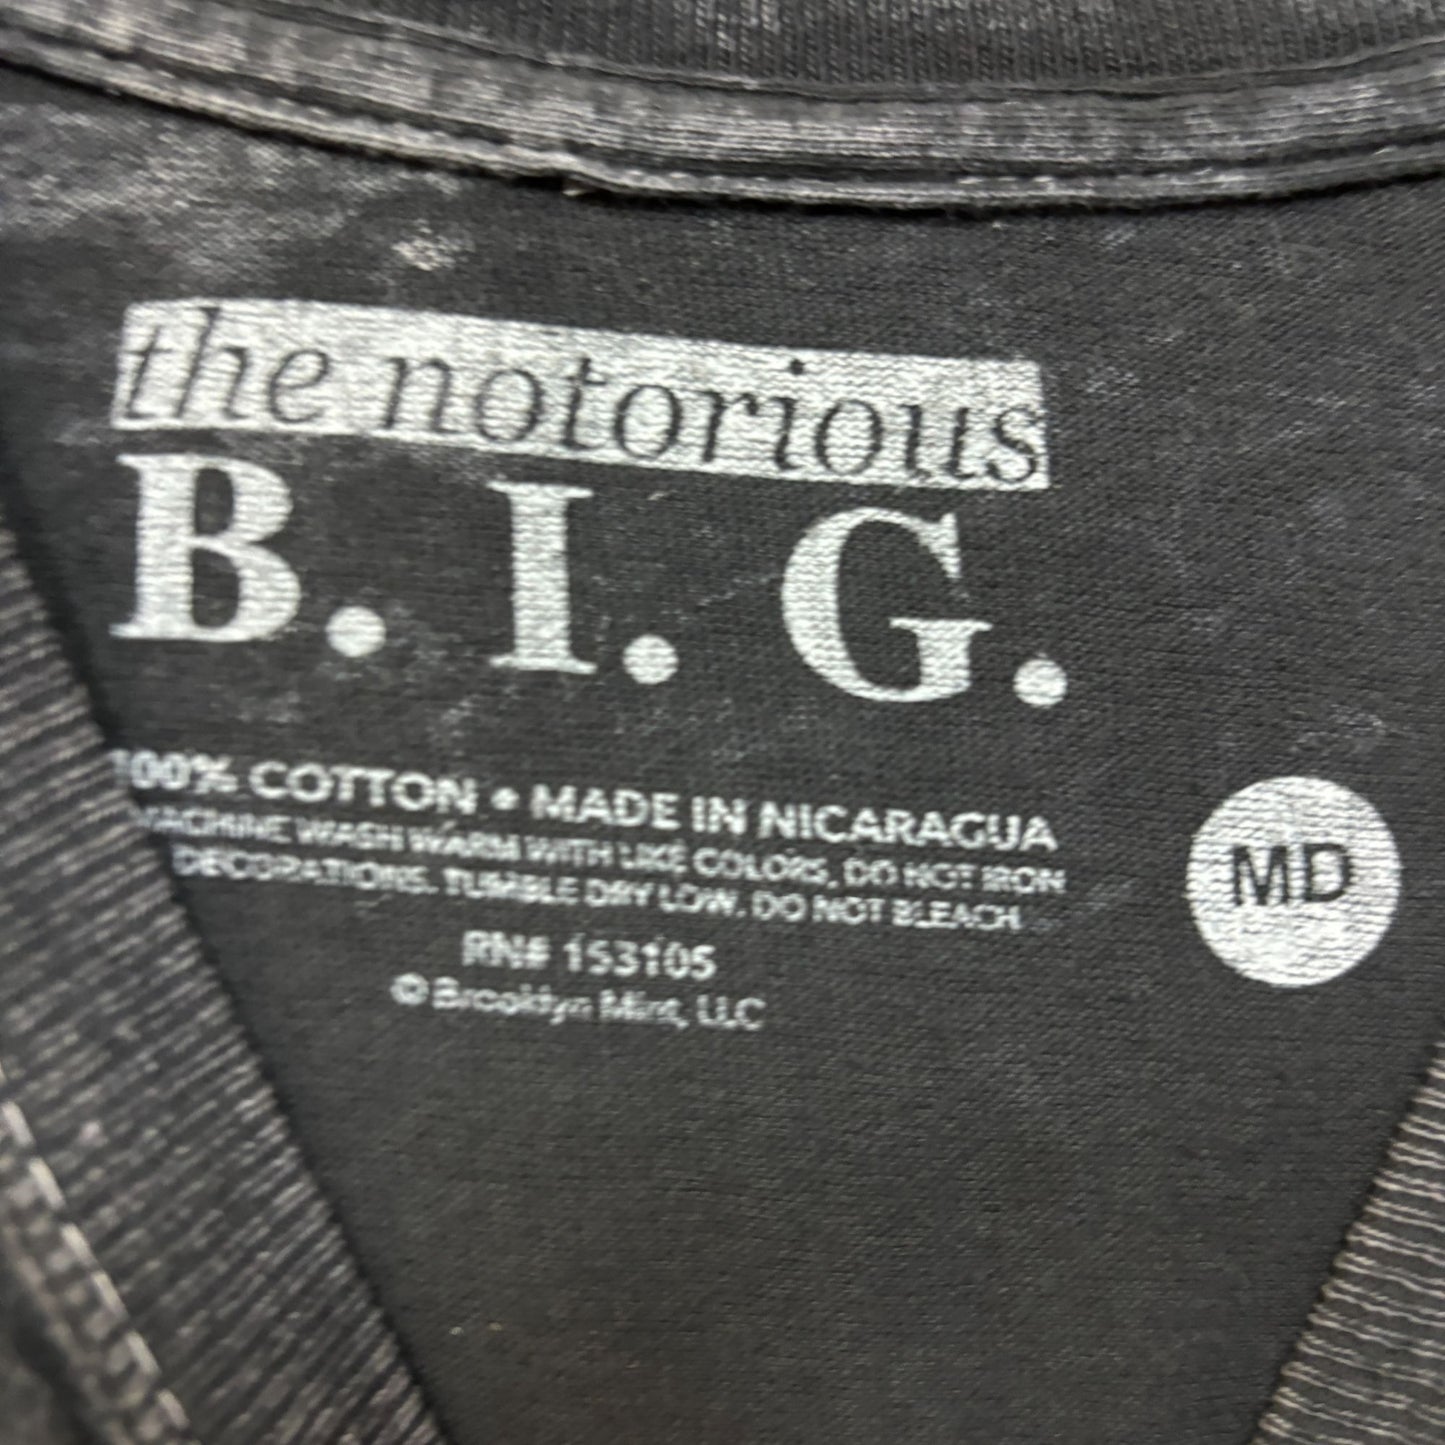 the notorious
B. I. G.
100% COTTON • MADE IN NICARAGUA
MACHINE WASH WARM WITH LIKE COLORS, DO NOT IRON
DECORATIONS. TUMBLE DRY LOW. DO NOT BLEACH.
RN# 153105
© Brooklyn Mint, LLC
MD